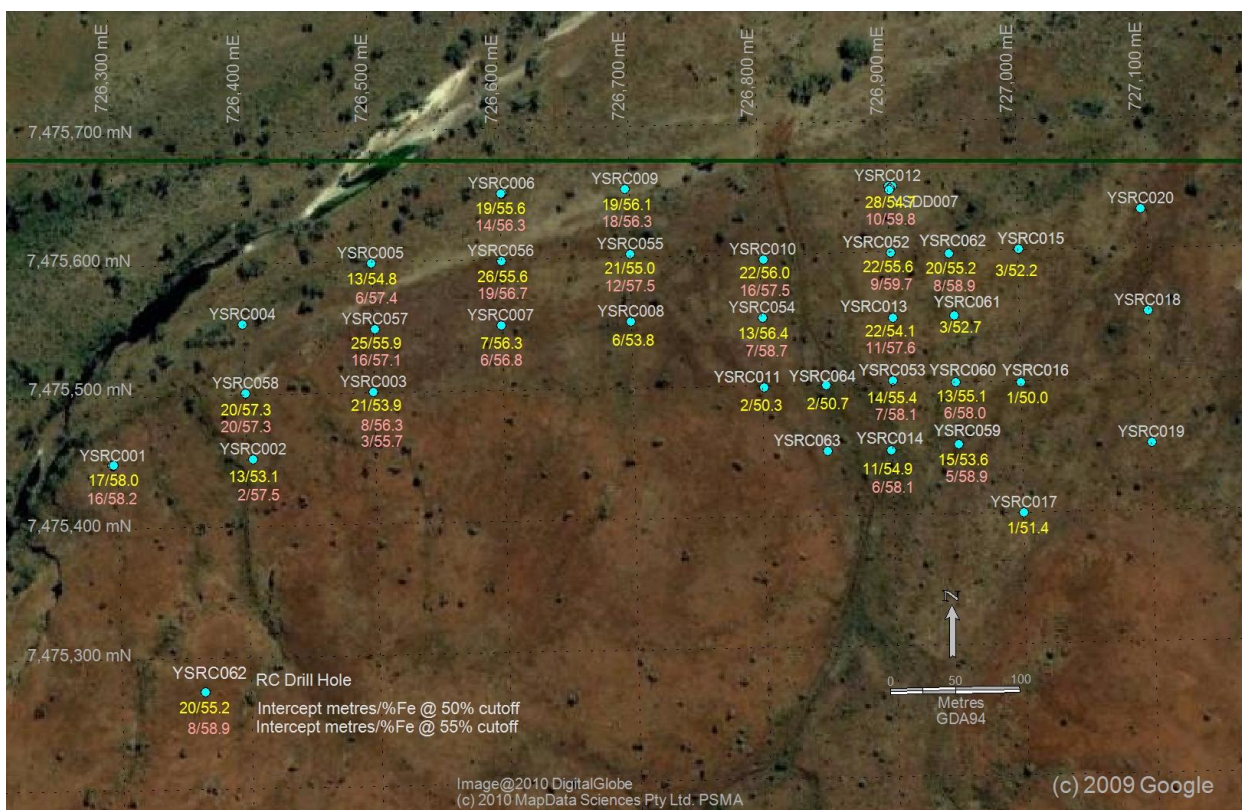 726,300 mE
726,400 mE
726,500 mE
726,600 mE
726,700 mE
726,800 mE
726,900 mE
727,000 mE
727,100 mE
7,475,700 mN
YSRC006
19/55.6
14/56.3
YSRC009
19/56.1
18/56.3
YSRC012
28/54.7
SDD007
10/59.8
YSRC020
7,475,600 mN
YSRC005
13/54.8
6/57.4
YSRC056
26/55.6
19/56.7
YSRC055
21/55.0
12/57.5
YSRC010
22/56.0
16/57.5
YSRC052
22/55.6
9/59.7
YSRC062
20/55.2
8/58.9
YSRC015
3/52.2
YSRC004
YSRC057
25/55.9
16/57.1
YSRC007
7/56.3
6/56.8
YSRC008
6/53.8
YSRC054
13/56.4
7/58.7
YSRC013
22/54.1
11/57.6
YSRC061
3/52.7
YSRC018
7,475,500 mN
YSRC058
20/57.3
20/57.3
YSRC003
21/53.9
8/56.3
3/55.7
YSRC011
2/50.3
YSRC064
2/50.7
YSRC053
14/55.4
7/58.1
YSRC060
13/55.1
6/58.0
YSRC016
1/50.0
YSRC001
17/58.0
16/58.2
YSRC002
13/53.1
2/57.5
YSRC063
YSRC014
11/54.9
6/58.1
YSRC059
15/53.6
5/58.9
YSRC019
7,475,400 mN
YSRC017
1/51.4
7,475,300 mN
N
YSRC062
RC Drill Hole
20/55.2
Intercept metres/%Fe @ 50% cutoff
8/58.9
Intercept metres/%Fe @ 55% cutoff
0 50 100
Metres
GDA94
Image@2010 DigitalGlobe
(c) 2010 MapData Sciences Pty Ltd. PSMA
(c) 2009 Google